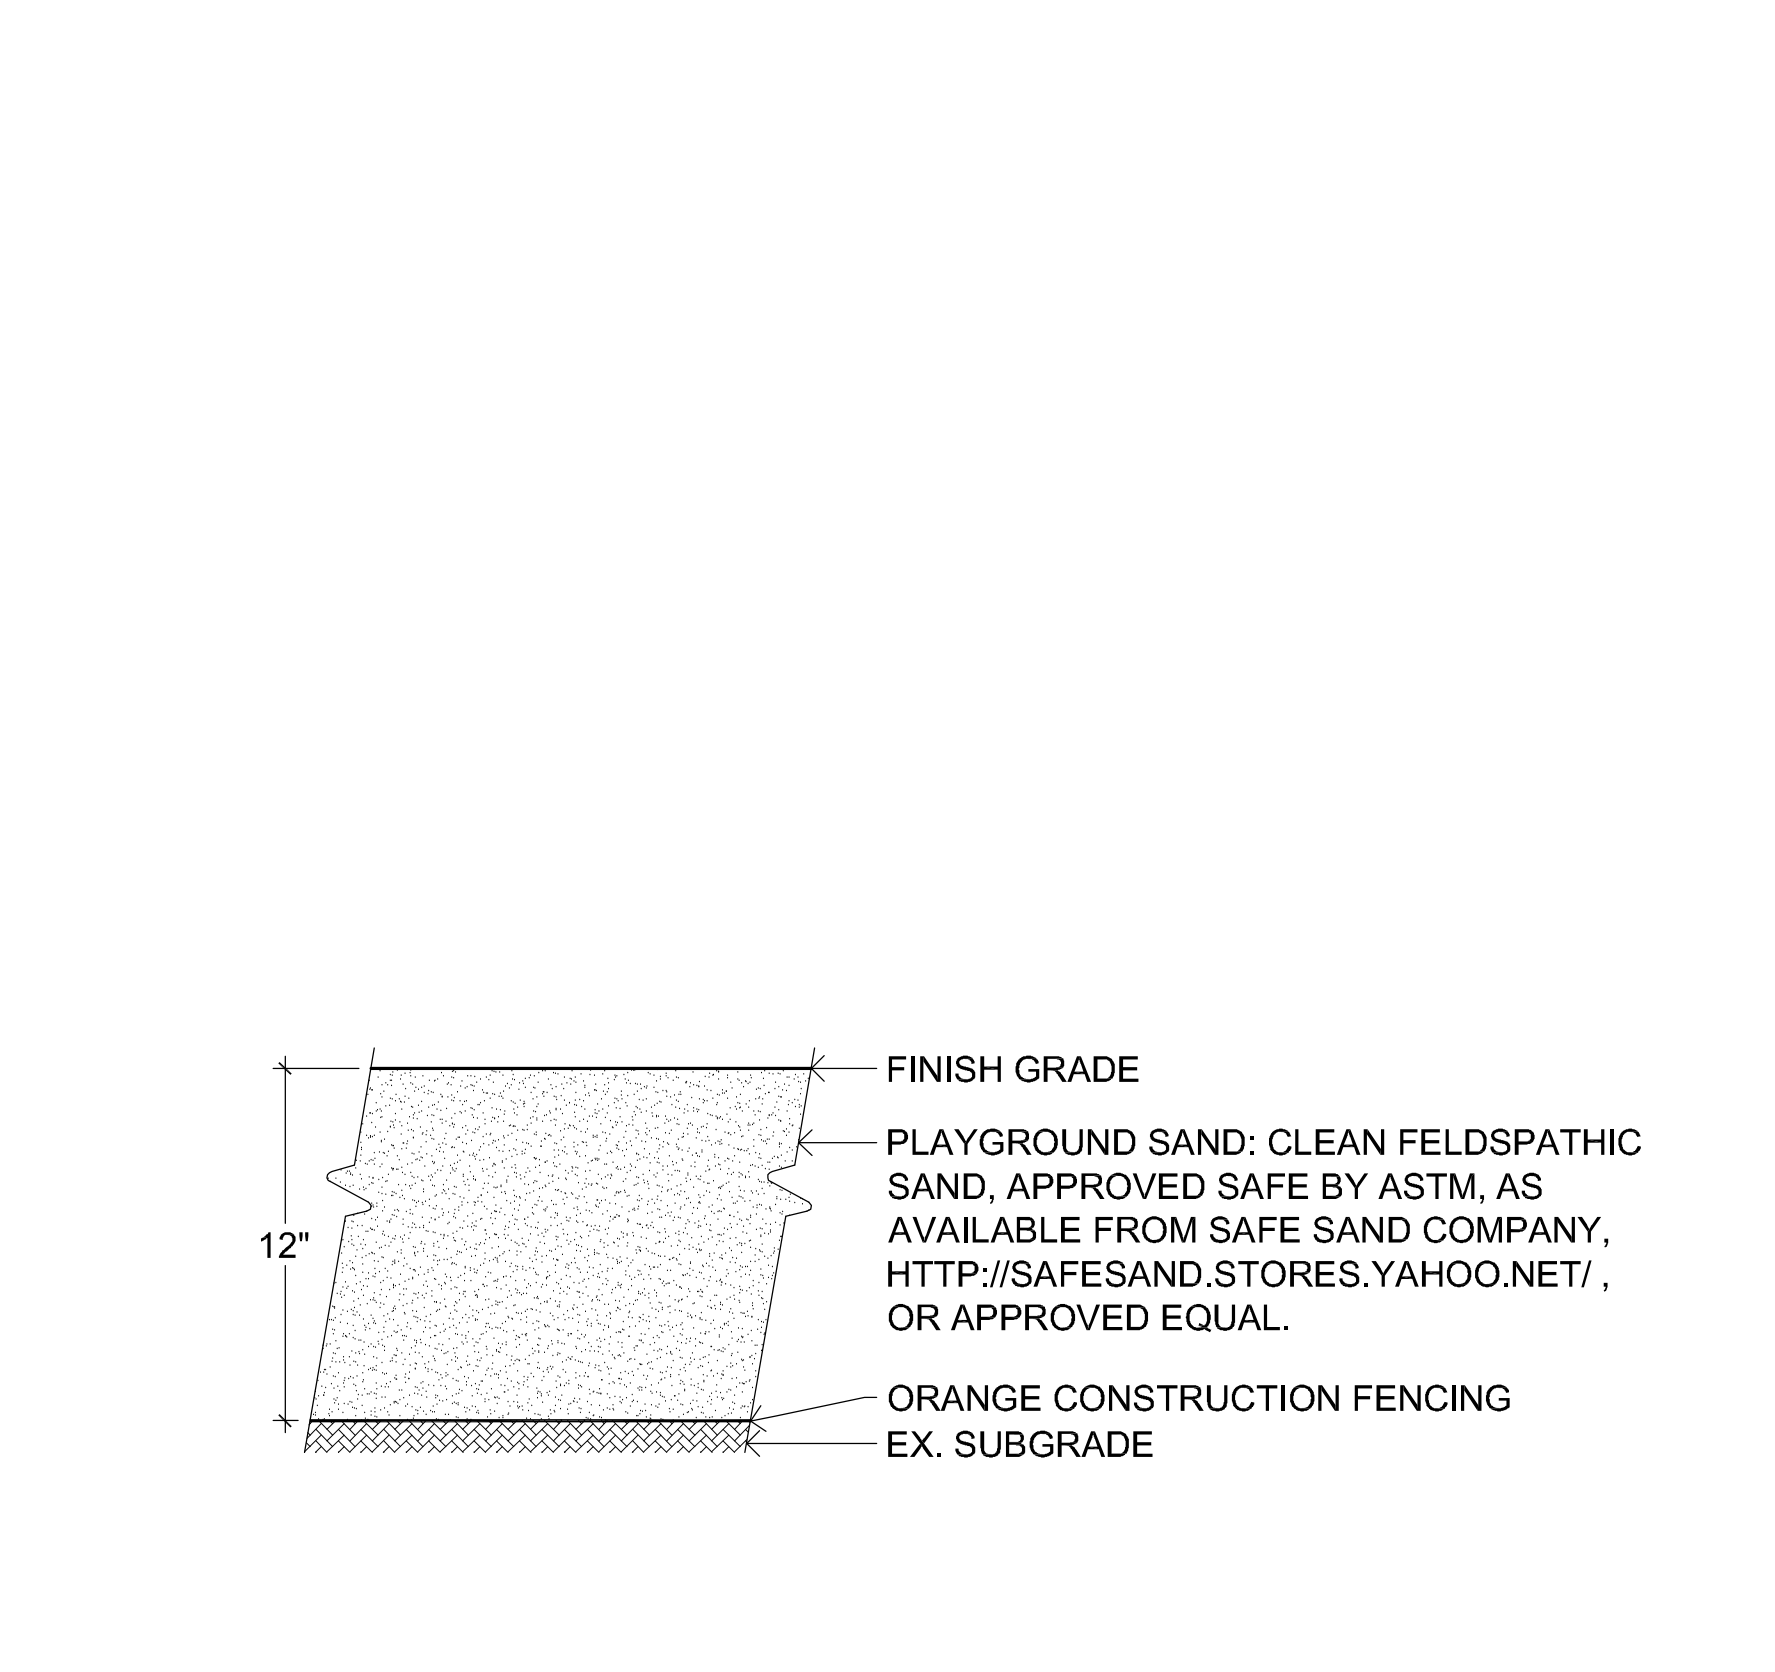 FINISH GRADE
PLAYGROUND SAND: CLEAN FELDSPATHIC
SAND, APPROVED SAFE BY ASTM, AS
AVAILABLE FROM SAFE SAND COMPANY,
HTTP://SAFESAND.STORES.YAHOO.NET/ ,
OR APPROVED EQUAL.
12"
ORANGE CONSTRUCTION FENCING
EX. SUBGRADE